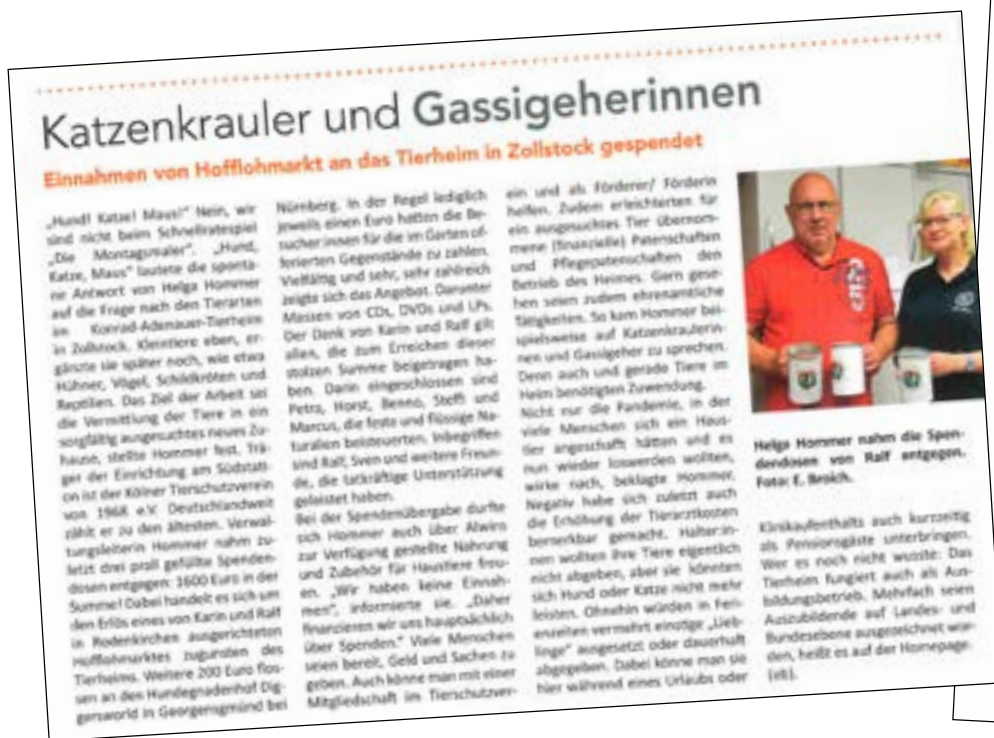 Katzenkrauler und Gassigeherinnen
Einnahmen von Hofflohmarkt an das Tierheim in Zollstock gespendet
„Hund! Katze! Maus!“ Nein, wir
sind nicht beim Schnellratespiel
„Die Montagsmaler“. „Hund,
Katze, Maus“ lautete die sponta-
ne Antwort von Helga Hommer
auf die Frage nach den Tierarten
im Konrad-Adenauer-Tierheim
in Zollstock. Kleintiere eben, er-
gänzte sie später noch, wie etwa
Hühner, Vögel, Schildkröten und
Reptilien. Das Ziel der Arbeit sei
die Vermittlung der Tiere in ein
sorgfältig ausgesuchtes neues Zu-
hause, stellte Hommer fest. Trä-
ger der Einrichtung am Südstati-
on ist der Kölner Tierschutzverein
von 1868 e.V. Deutschlandweit
zählt er zu den ältesten. Verwal-
tungsleiterin Hommer nahm zu-
letzt drei prall gefüllte Spenden-
dosen entgegen: 1600 Euro in der
Summe! Dabei handelt es sich um
den Erlös eines von Karin und Ralf
in Rodenkirchen ausgerichteten
Hofflohmarktes zugunsten des
Tierheims. Weitere 200 Euro flos-
sen an den Hundegnadenhof Dig-
gersworld in Georgensgmünd bei
Nürnberg. In der Regel lediglich
jeweils einen Euro hatten die Be-
sucher:innen für die im Garten of-
ferierten Gegenstände zu zahlen.
Vielfältig und sehr, sehr zahlreich
zeigte sich das Angebot. Darunter
Massen von CDs, DVDs und LPs.
Der Dank von Karin und Ralf gilt
allen, die zum Erreichen dieser
stolzen Summe beigetragen ha-
ben. Darin eingeschlossen sind
Petra, Horst, Benno, Steffi und
Marcus, die feste und flüssige Na-
turalien beisteuerten. Inbegriffen
sind Ralf, Sven und weitere Freun-
de, die tatkräftige Unterstützung
geleistet haben.
Bei der Spendenübergabe durfte
sich Hommer auch über Alwins
zur Verfügung gestellte Nahrung
und Zubehör für Haustiere freu-
en. „Wir haben keine Einnah-
men“, informierte sie. „Daher
finanzieren wir uns hauptsächlich
über Spenden.“ Viele Menschen
seien bereit, Geld und Sachen zu
geben. Auch könne man mit einer
Mitgliedschaft im Tierschutzver-
ein und als Förderer/ Förderin
helfen. Zudem erleichterten für
ein ausgesuchtes Tier übernom-
mene (finanzielle) Patenschaften
und Pflegepatenschaften den
Betrieb des Heimes. Gern gese-
hen seien zudem ehrenamtliche
Tätigkeiten. So kam Hommer bei-
spielsweise auf Katzenkraulerin-
nen und Gassigeher zu sprechen.
Denn auch und gerade Tiere im
Heim benötigten Zuwendung.
Nicht nur die Pandemie, in der
viele Menschen sich ein Haus-
tier angeschafft hätten und es
nun wieder loswerden wollten,
wirke nach, beklagte Hommer.
Negativ habe sich zuletzt auch
die Erhöhung der Tierarztkosten
bemerkbar gemacht. Halter:in-
nen wollten ihre Tiere eigentlich
nicht abgeben, aber sie könnten
sich Hund oder Katze nicht mehr
leisten. Ohnehin würden in Feri-
enzeiten vermehrt einstige „Lieb-
linge“ ausgesetzt oder dauerhaft
abgegeben. Dabei könne man sie
hier während eines Urlaubs oder
Helga Hommer nahm die Spen-
dendosen von Ralf entgegen.
Foto: E. Broich.
Klinikaufenthalts auch kurzzeitig
als Pensionsgäste unterbringen.
Wer es noch nicht wusste: Das
Tierheim fungiert auch als Aus-
bildungsbetrieb. Mehrfach seien
Auszubildende auf Landes- und
Bundesebene ausgezeichnet wor-
den, heißt es auf der Homepage.
(eb).